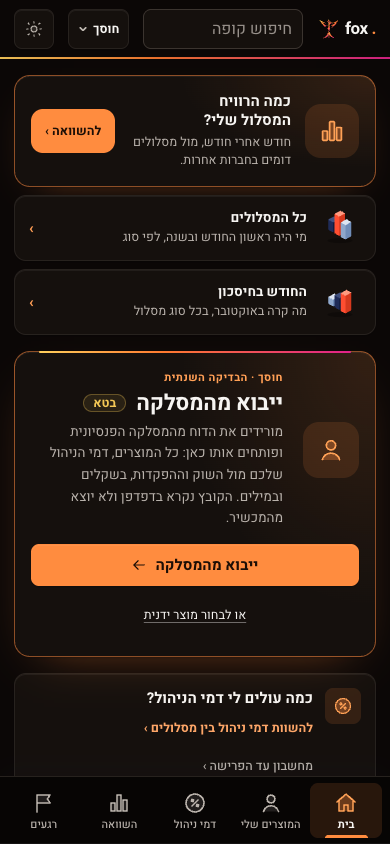 fox.
חיפוש קופה
חוסך
כמה הרוויח
המסלול שלי?
חודש אחרי חודש, מול מסלולים
דומים בחברות אחרות.
להשוואה ›
כל המסלולים
מי היה ראשון החודש ובשנה, לפי סוג
›
החודש בחיסכון
מה קרה באוקטובר, בכל סוג מסלול
›
חוסך · הבדיקה השנתית
ייבוא מהמסלקה בטא
מורידים את הדוח מהמסלקה הפנסיונית
ופותחים אותו כאן: כל המוצרים, דמי הניהול
שלכם מול השוק וההפקדות, בשקלים
ובמילים. הקובץ נקרא בדפדפן ולא יוצא
מהמכשיר.
ייבוא מהמסלקה ←
או לבחור מוצר ידנית
כמה עולים לי דמי הניהול?
להשוות דמי ניהול בין מסלולים ›
מחשבון עד הפרישה ›
בית
המוצרים שלי
דמי ניהול
השוואה
רגעים